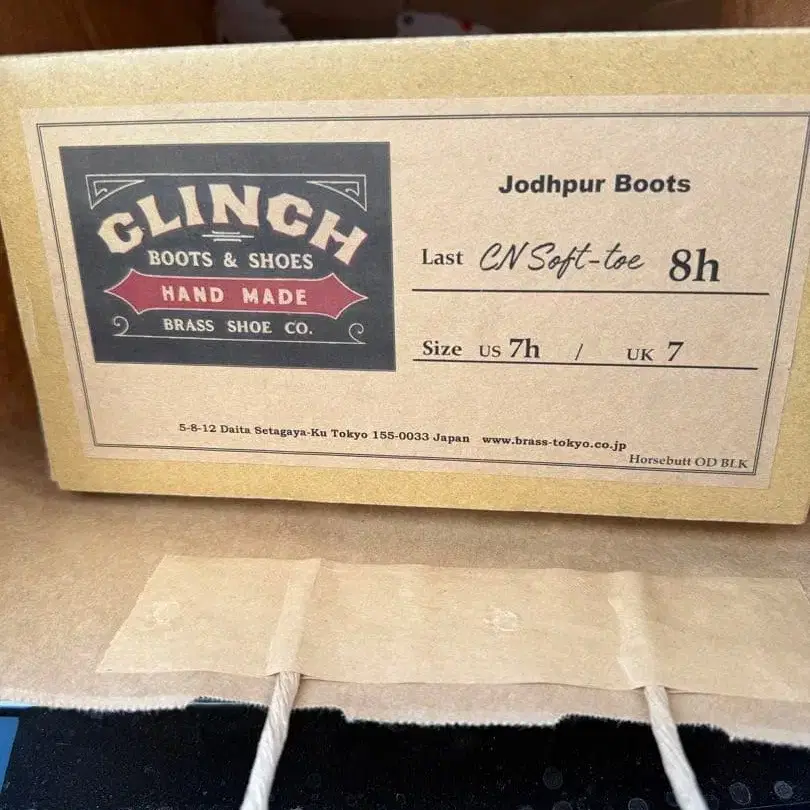 CLINCH
BOOTS & SHOES
HAND MADE
BRASS SHOE CO.
Jodhpur Boots
Last CN Soft-toe 8h
Size US 7h / UK 7
5-8-12 Daita Setagaya-Ku Tokyo 155-0033 Japan www.brass-tokyo.co.jp
Horsebutt OD BLK